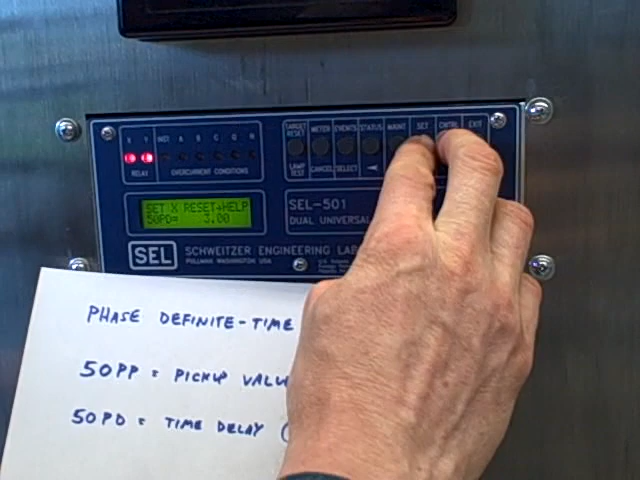 X Y INST A B C Q N
RELAY OVERCURRENT CONDITIONS
TARGET RESET METER EVENTS STATUS MAINT SET CNTRL EXIT
LAMP TEST CANCEL SELECT
SET X RESET=HELP
50PD= 3.00
SEL-501
DUAL UNIVERSAL
SEL SCHWEITZER ENGINEERING LAB
PULLMAN, WASHINGTON, USA
PHASE DEFINITE-TIME
50PP = PICKUP VALU
50PD = TIME DELAY (